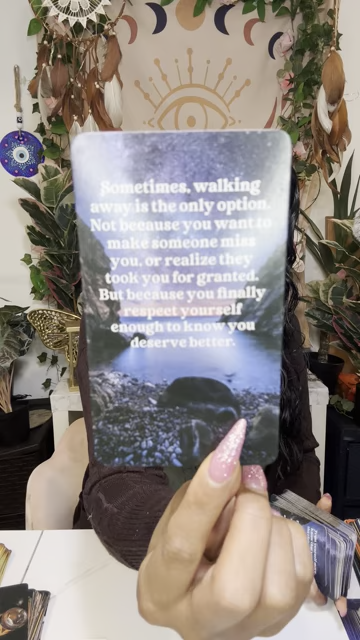 Sometimes, walking
away is the only option.
Not because you want to
make someone miss
you, or realize they
took you for granted.
But because you finally
respect yourself
enough to know you
deserve better.